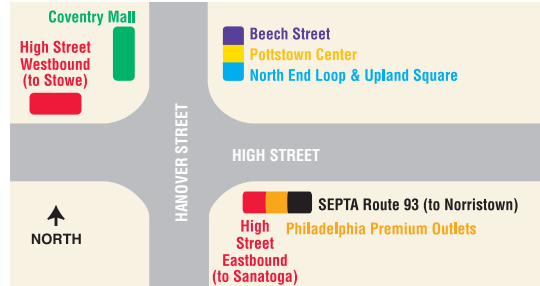 Coventry Mall
High Street
Westbound
(to Stowe)
Beech Street
Pottstown Center
North End Loop & Upland Square
HANOVER STREET
HIGH STREET
NORTH
SEPTA Route 93 (to Norristown)
Philadelphia Premium Outlets
High
Street
Eastbound
(to Sanatoga)